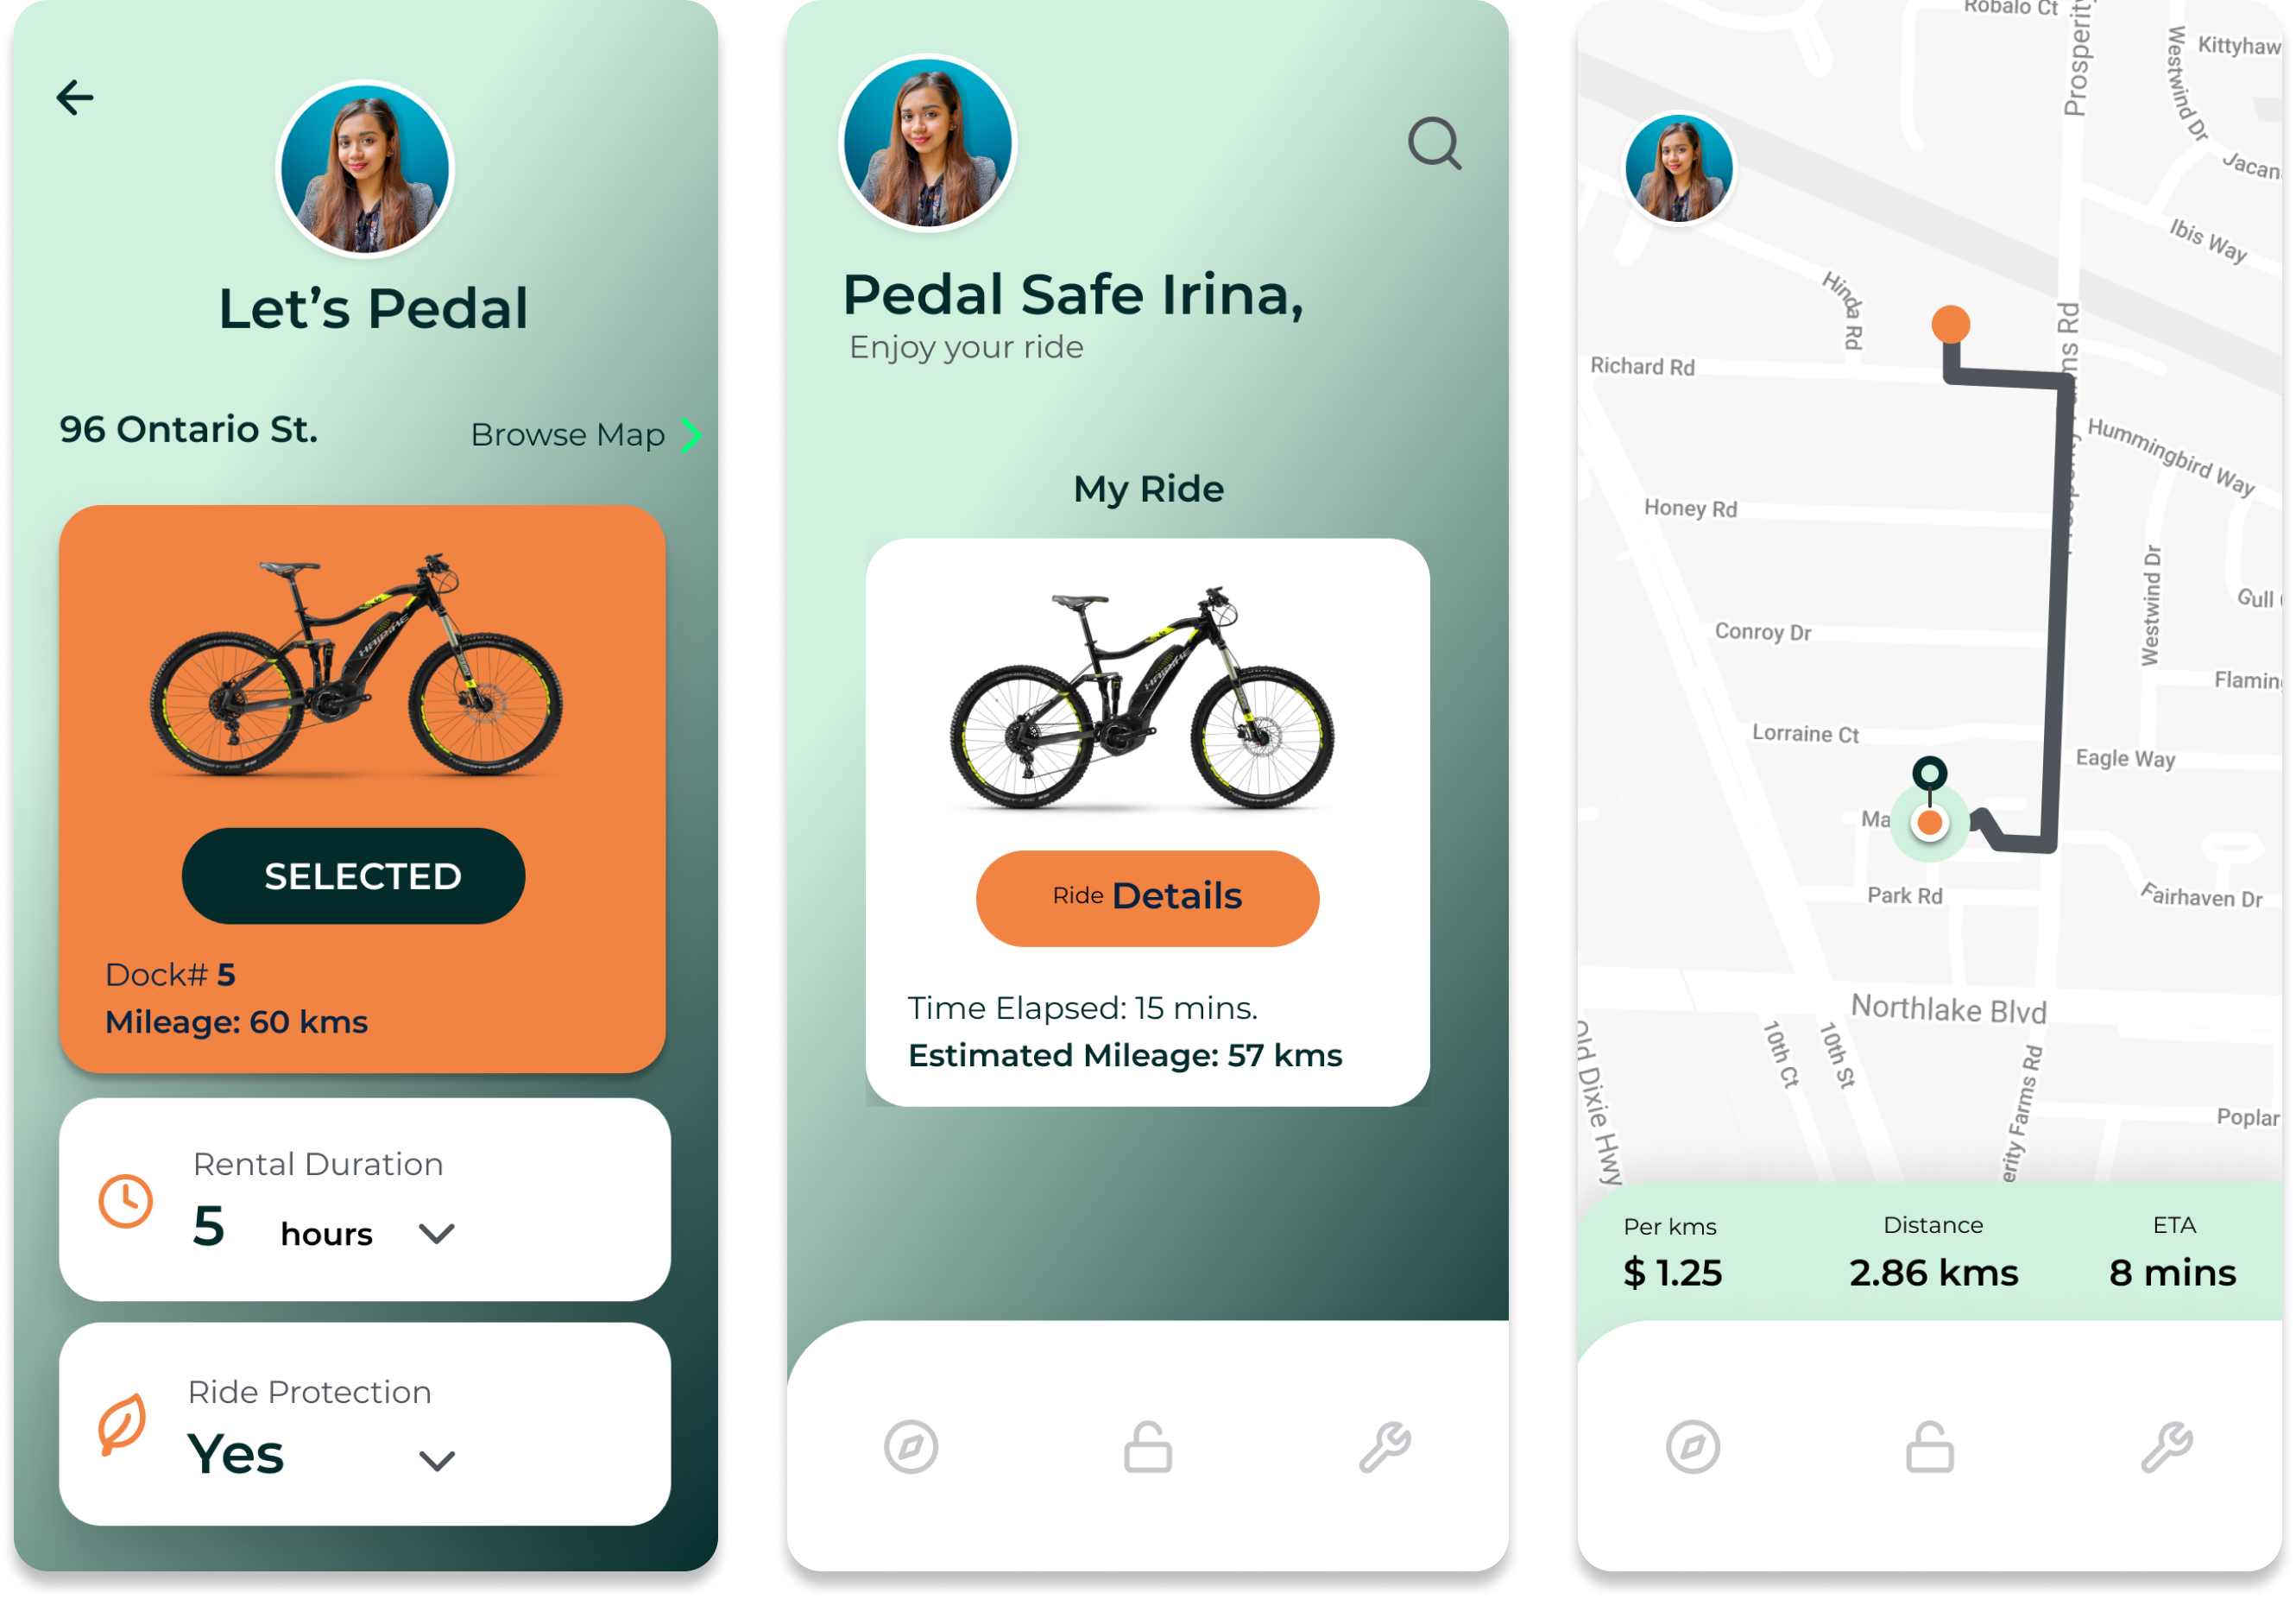 Let's Pedal
96 Ontario St.
Browse Map
HAIBIKE
SELECTED
Dock# 5
Mileage: 60 kms
Rental Duration
5 hours
Ride Protection
Yes
Pedal Safe Irina,
Enjoy your ride
My Ride
HAIBIKE
Ride Details
Time Elapsed: 15 mins.
Estimated Mileage: 57 kms
Robalo Ct
Prosperity
Kittyhaw
Westwind Dr
Jacan
Ibis Way
Hinda Rd
ms Rd
Richard Rd
Hummingbird Way
Honey Rd
Westwind Dr
Gull
Conroy Dr
Flamin
Lorraine Ct
Eagle Way
Ma
Park Rd
Fairhaven Dr
Northlake Blvd
Old Dixie Hwy
10th Ct
10th St
erity Farms Rd
Poplar
Per kms
$ 1.25
Distance
2.86 kms
ETA
8 mins